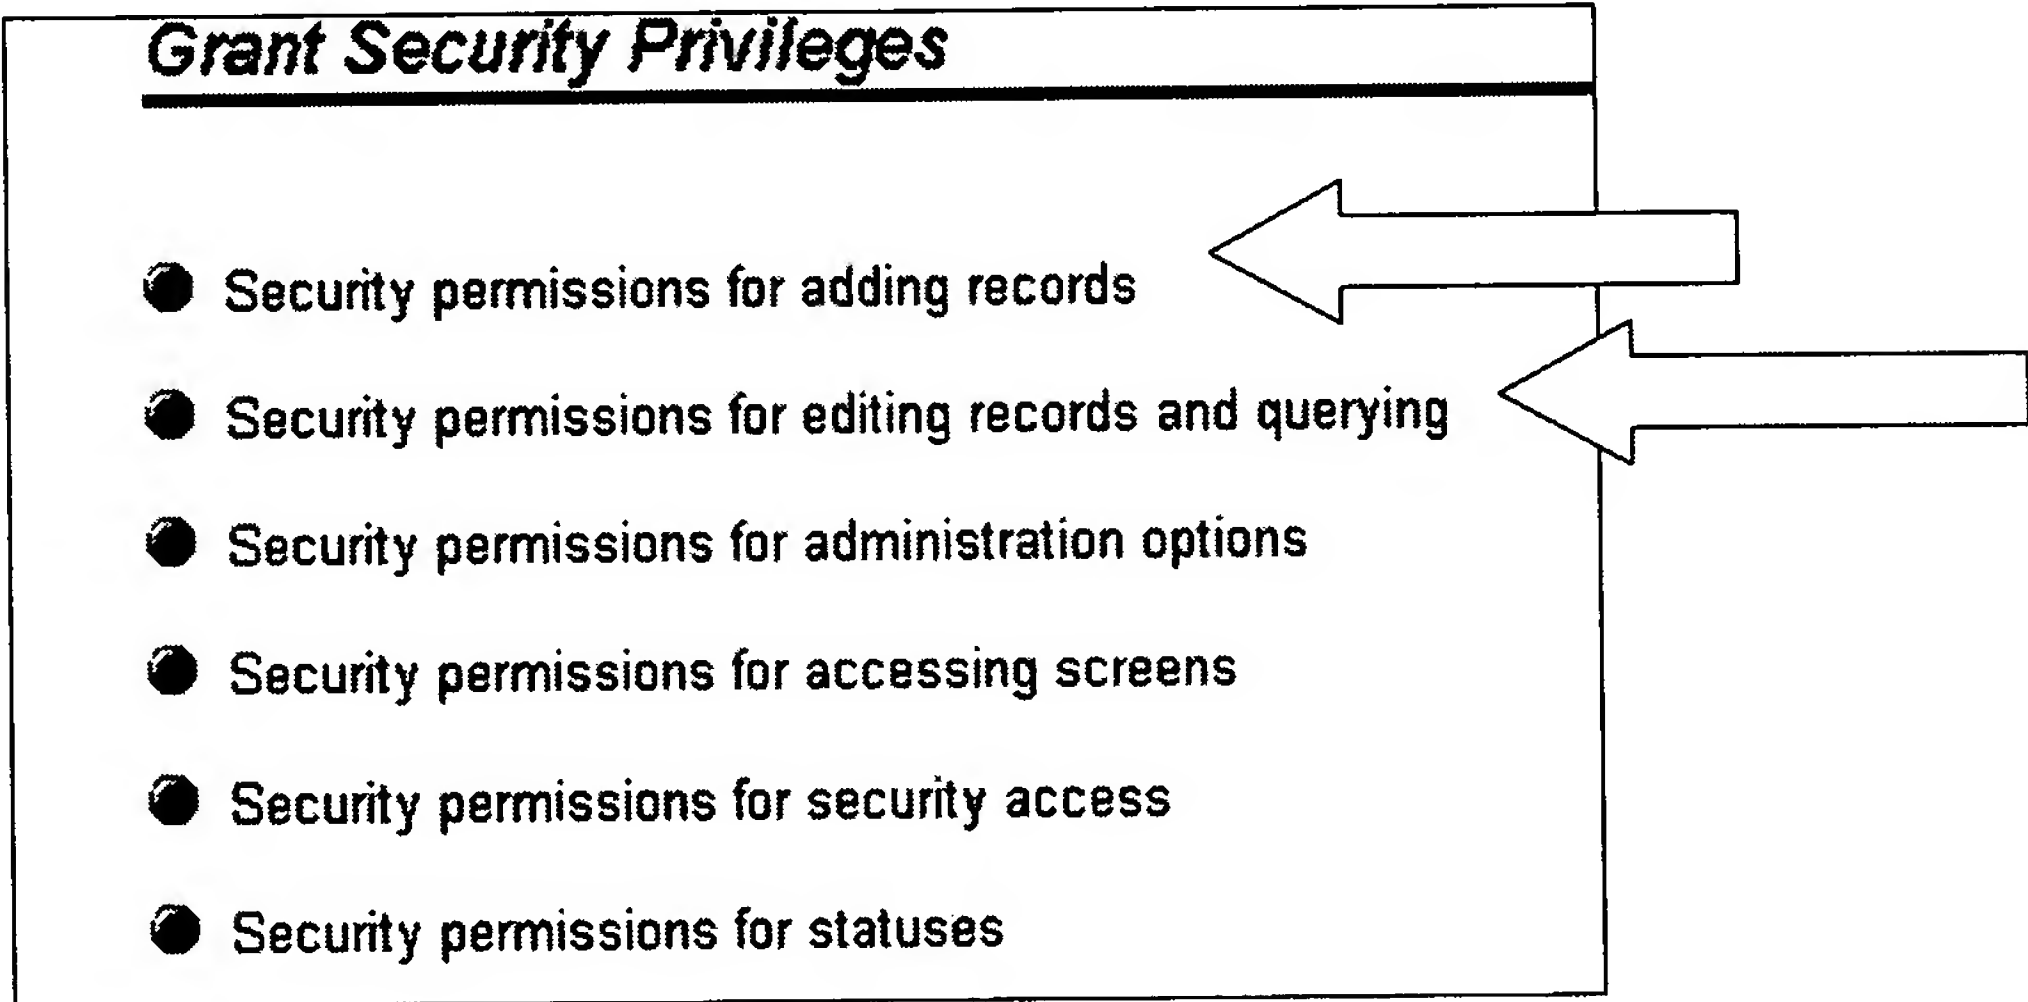 Grant Security Privileges
Security permissions for adding records
Security permissions for editing records and querying
Security permissions for administration options
Security permissions for accessing screens
Security permissions for security access
Security permissions for statuses